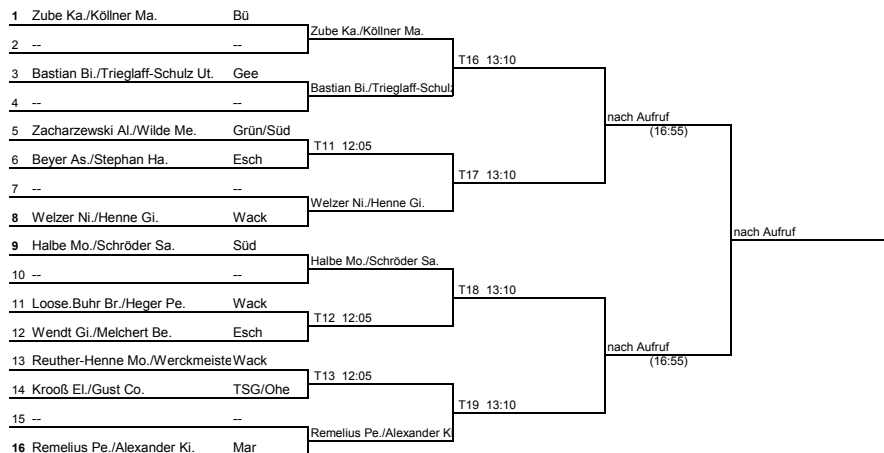 1 Zube Ka./Köllner Ma. Bü
Zube Ka./Köllner Ma.
2 -- --
T16 13:10
3 Bastian Bi./Trieglaff-Schulz Ut. Gee
Bastian Bi./Trieglaff-Schulz
4 -- --
nach Aufruf
(16:55)
5 Zacharzewski Al./Wilde Me. Grün/Süd
T11 12:05
6 Beyer As./Stephan Ha. Esch
T17 13:10
7 -- --
Welzer Ni./Henne Gi.
8 Welzer Ni./Henne Gi. Wack
nach Aufruf
9 Halbe Mo./Schröder Sa. Süd
Halbe Mo./Schröder Sa.
10 -- --
T18 13:10
11 Loose.Buhr Br./Heger Pe. Wack
T12 12:05
12 Wendt Gi./Melchert Be. Esch
nach Aufruf
(16:55)
13 Reuther-Henne Mo./Werckmeiste Wack
T13 12:05
14 Krooß El./Gust Co. TSG/Ohe
T19 13:10
15 -- --
Remelius Pe./Alexander K
16 Remelius Pe./Alexander Ki. Mar